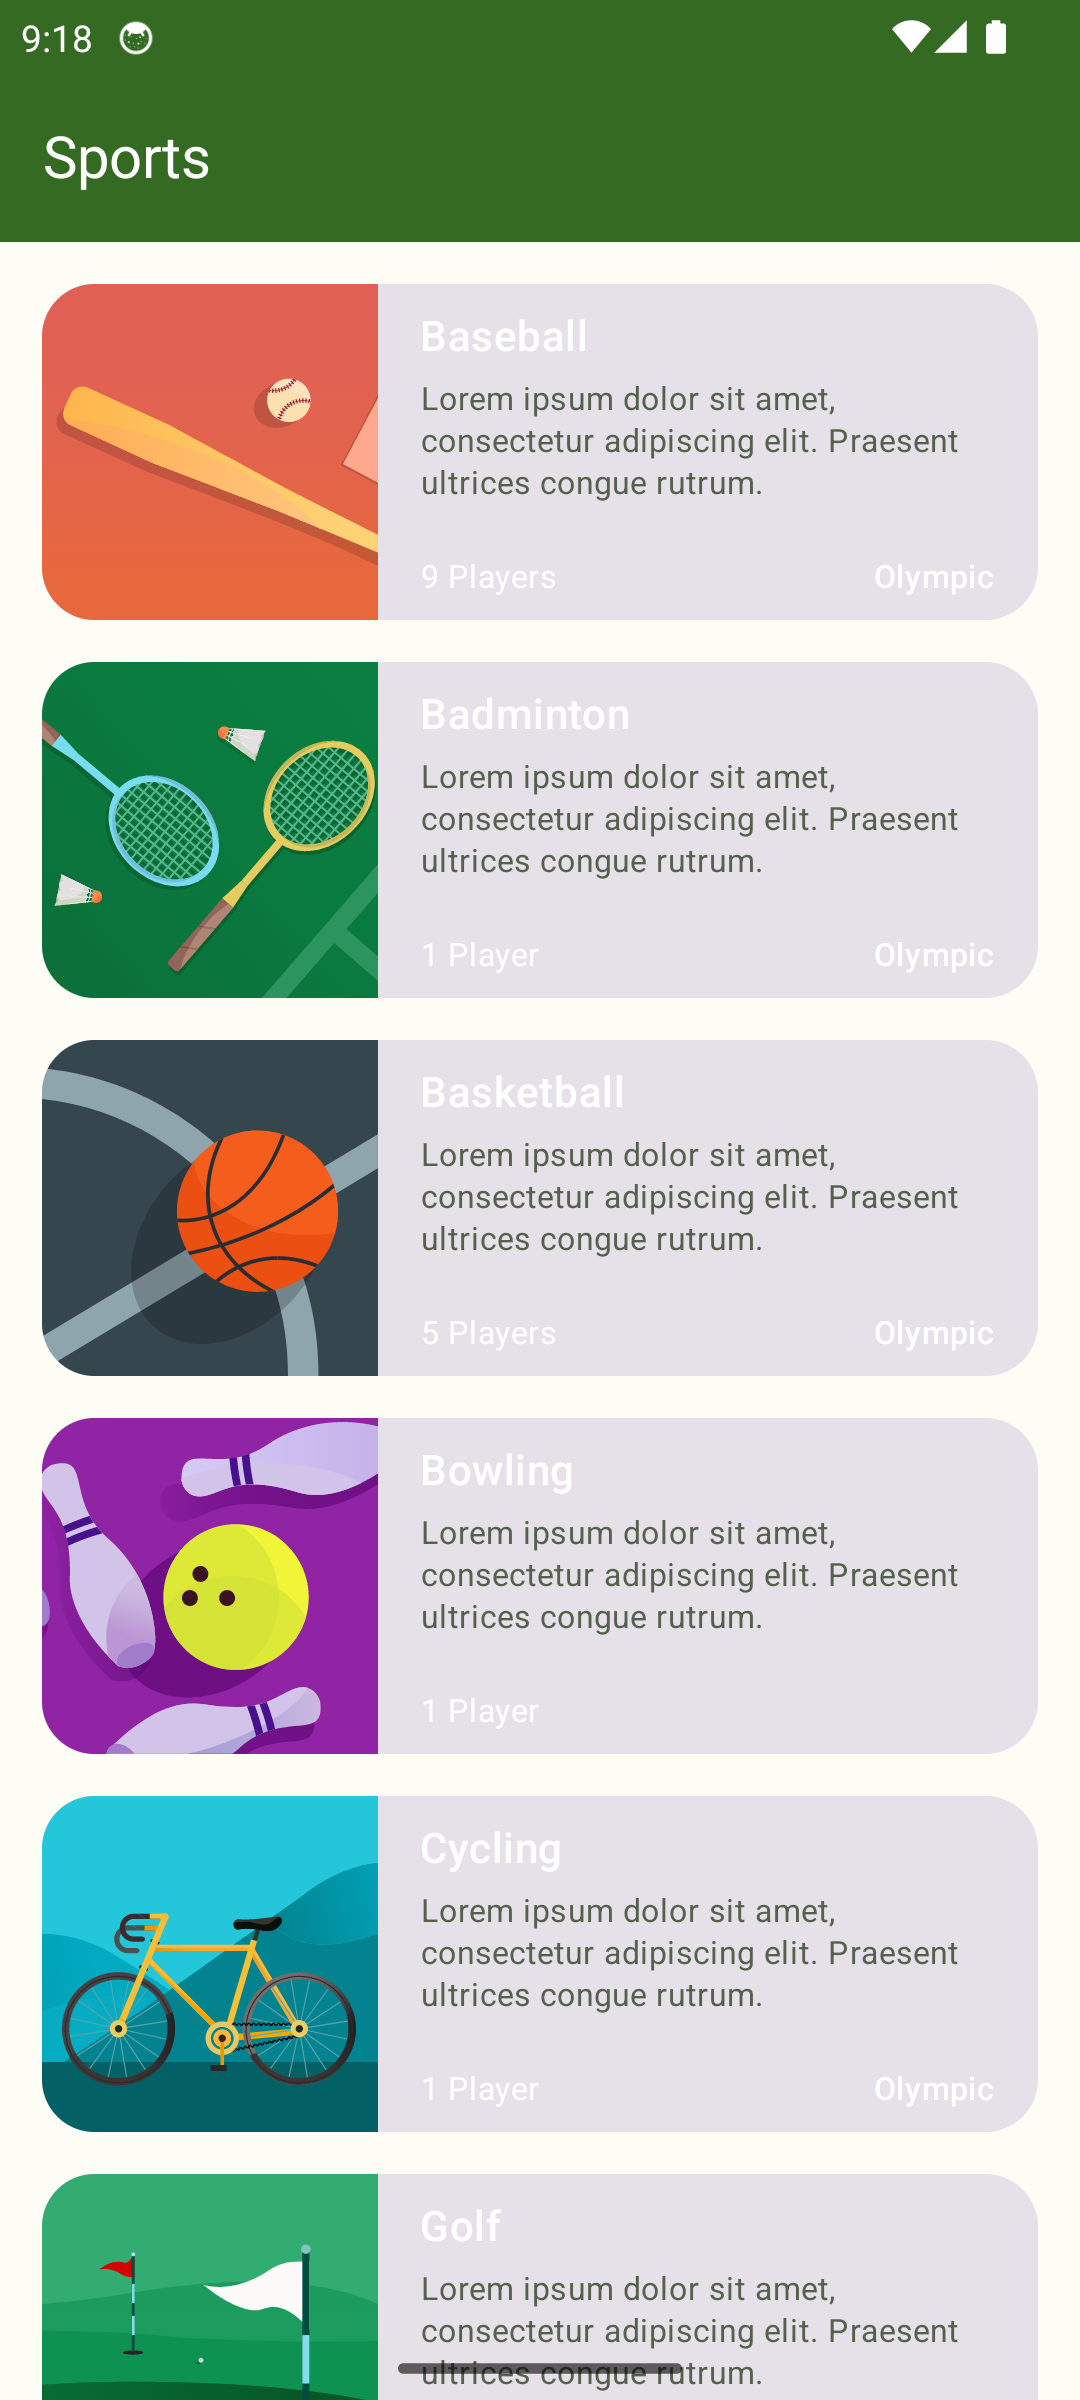 9:18
Sports
Baseball
Lorem ipsum dolor sit amet,
consectetur adipiscing elit. Praesent
ultrices congue rutrum.
9 Players Olympic
Badminton
Lorem ipsum dolor sit amet,
consectetur adipiscing elit. Praesent
ultrices congue rutrum.
1 Player Olympic
Basketball
Lorem ipsum dolor sit amet,
consectetur adipiscing elit. Praesent
ultrices congue rutrum.
5 Players Olympic
Bowling
Lorem ipsum dolor sit amet,
consectetur adipiscing elit. Praesent
ultrices congue rutrum.
1 Player
Cycling
Lorem ipsum dolor sit amet,
consectetur adipiscing elit. Praesent
ultrices congue rutrum.
1 Player Olympic
Golf
Lorem ipsum dolor sit amet,
consectetur adipiscing elit. Praesent
ultrices congue rutrum.